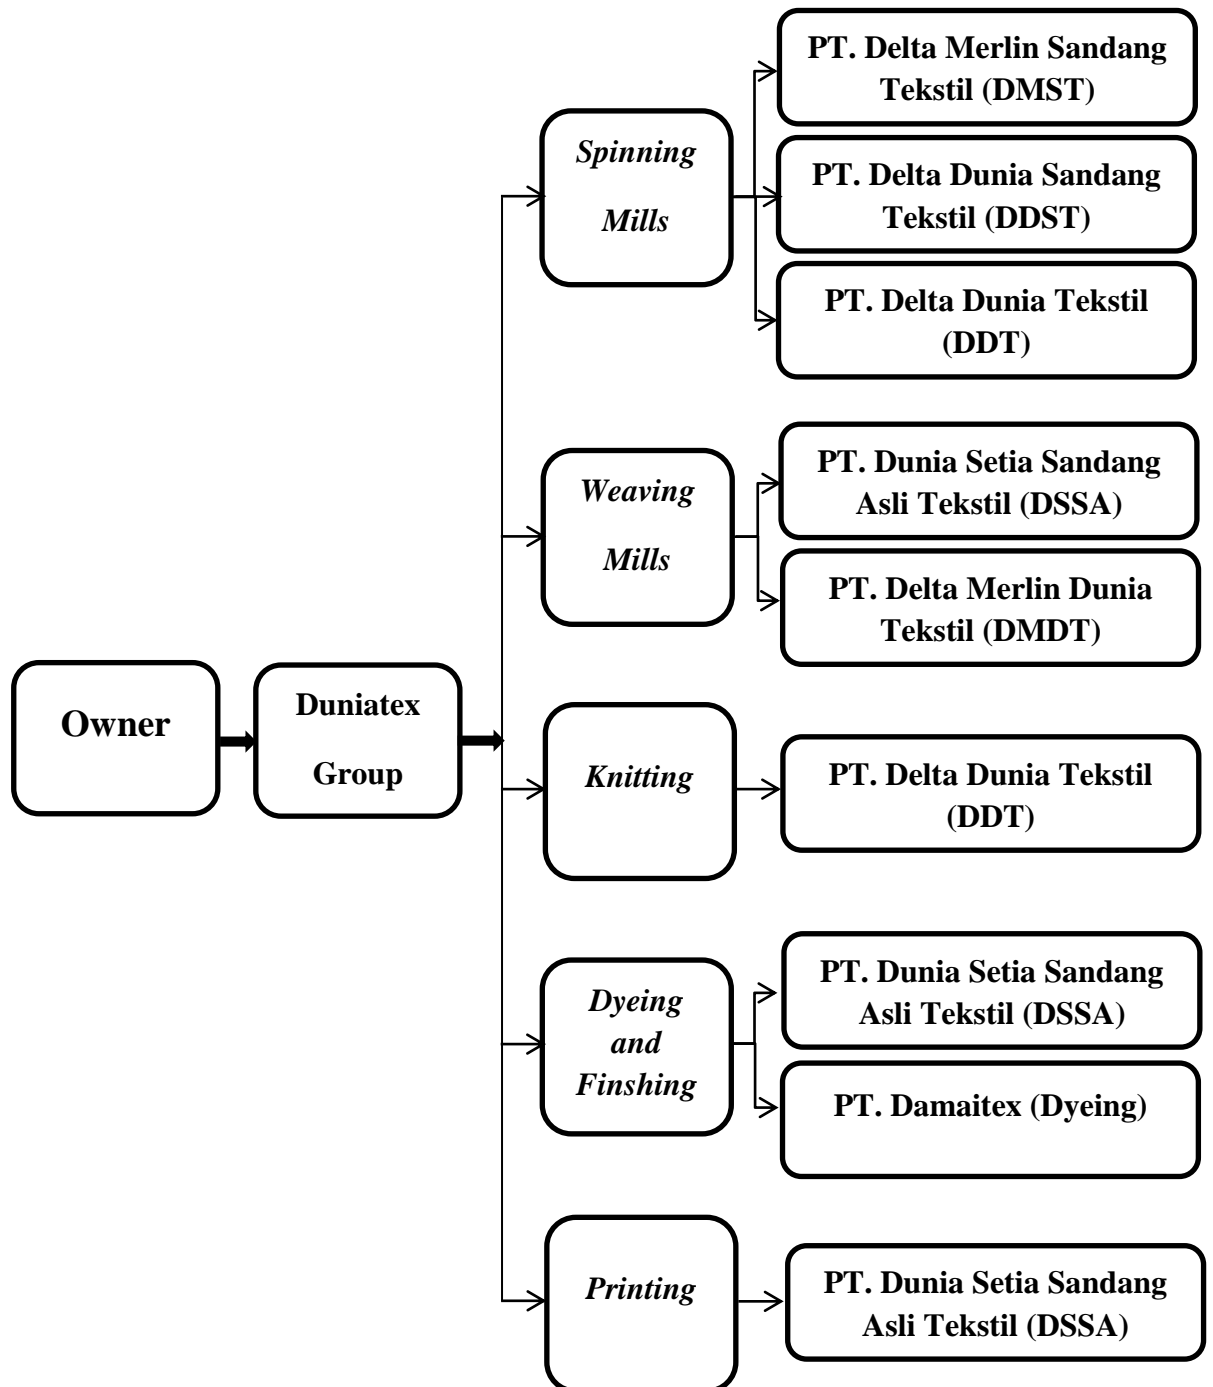 Owner
Duniatex
Group
Spinning
Mills
PT. Delta Merlin Sandang
Tekstil (DMST)
PT. Delta Dunia Sandang
Tekstil (DDST)
PT. Delta Dunia Tekstil
(DDT)
Weaving
Mills
PT. Dunia Setia Sandang
Asli Tekstil (DSSA)
PT. Delta Merlin Dunia
Tekstil (DMDT)
Knitting
PT. Delta Dunia Tekstil
(DDT)
Dyeing
and
Finshing
PT. Dunia Setia Sandang
Asli Tekstil (DSSA)
PT. Damaitex (Dyeing)
Printing
PT. Dunia Setia Sandang
Asli Tekstil (DSSA)